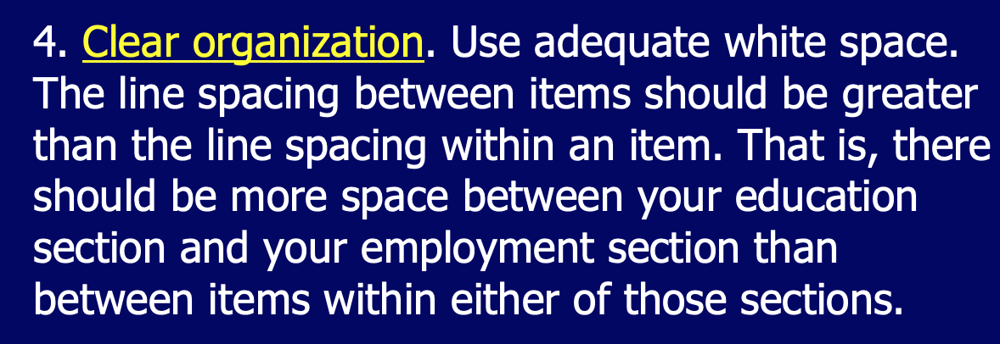 4. Clear organization. Use adequate white space.
The line spacing between items should be greater
than the line spacing within an item. That is, there
should be more space between your education
section and your employment section than
between items within either of those sections.